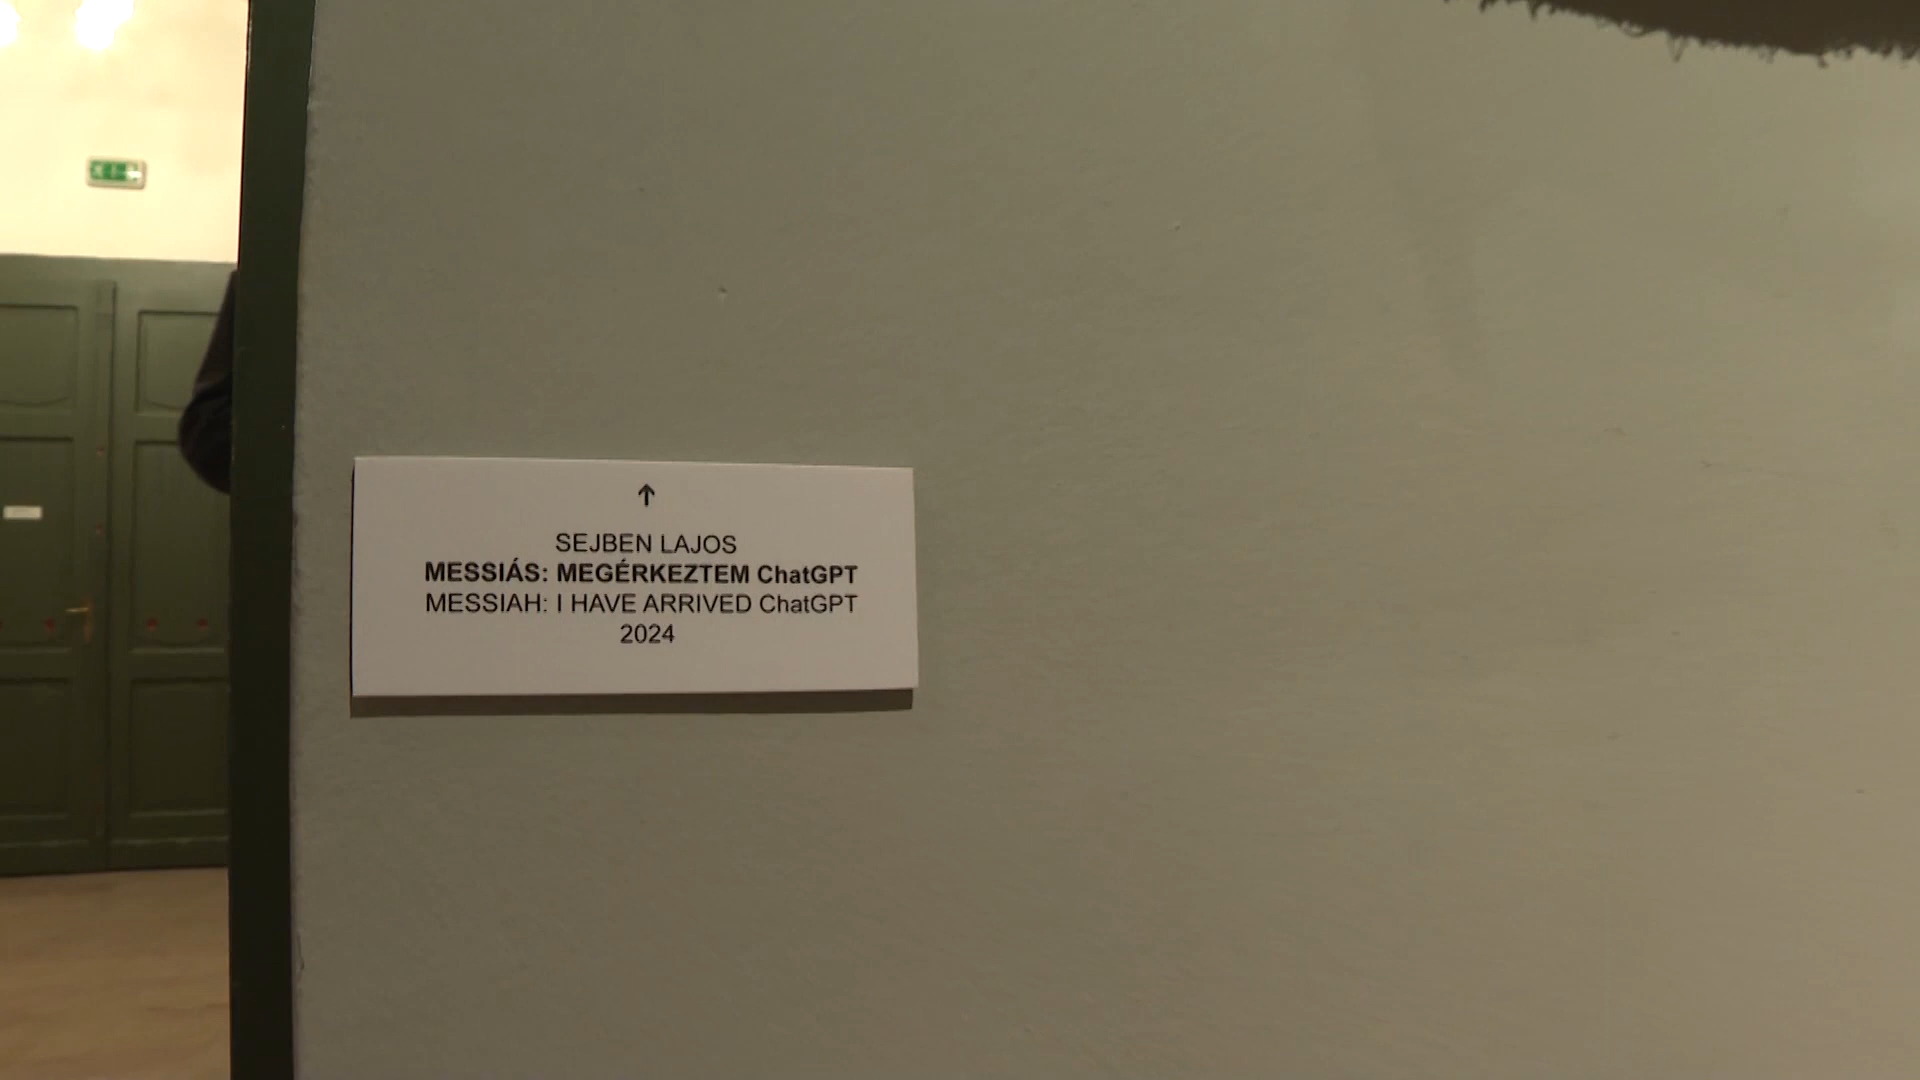 ↑
SEJBEN LAJOS
MESSIÁS: MEGÉRKEZTEM ChatGPT
MESSIAH: I HAVE ARRIVED ChatGPT
2024